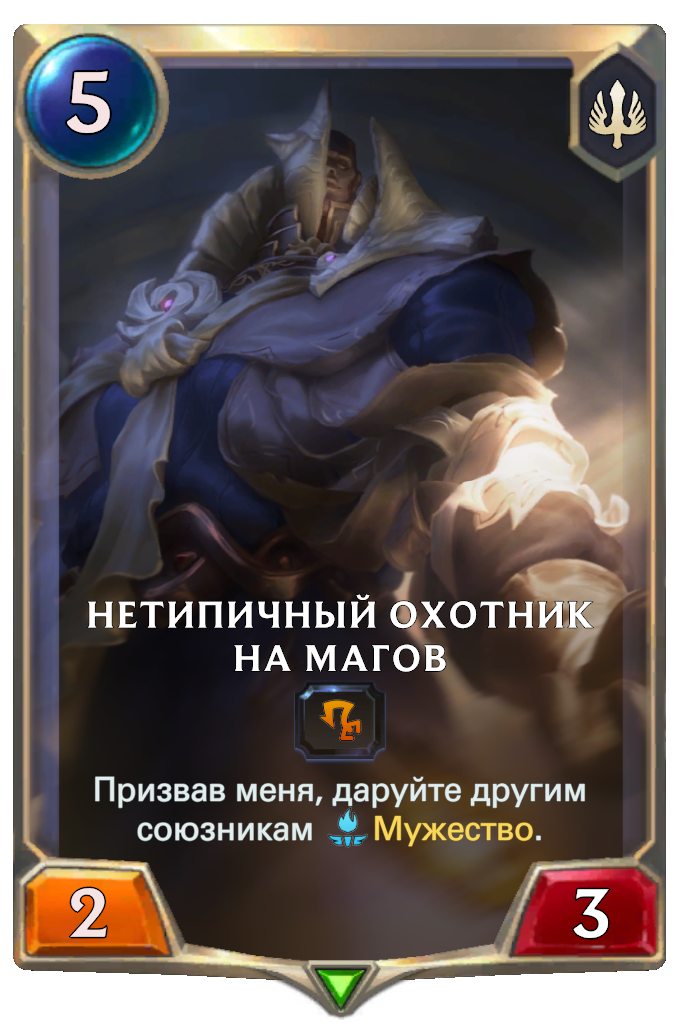 5
НЕТИПИЧНЫЙ ОХОТНИК
НА МАГОВ
Призвав меня, даруйте другим
союзникам Мужество.
2
3